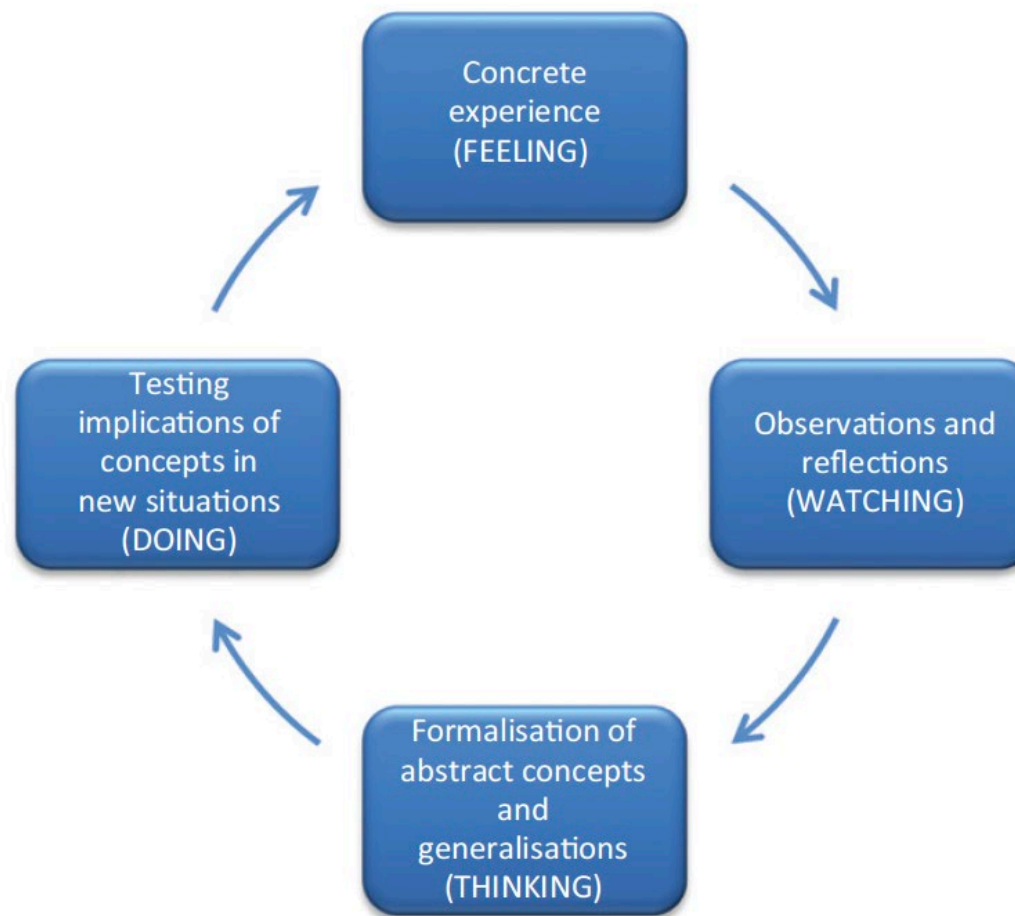 Concrete
experience
(FEELING)
Observations and
reflections
(WATCHING)
Formalisation of
abstract concepts
and
generalisations
(THINKING)
Testing
implications of
concepts in
new situations
(DOING)